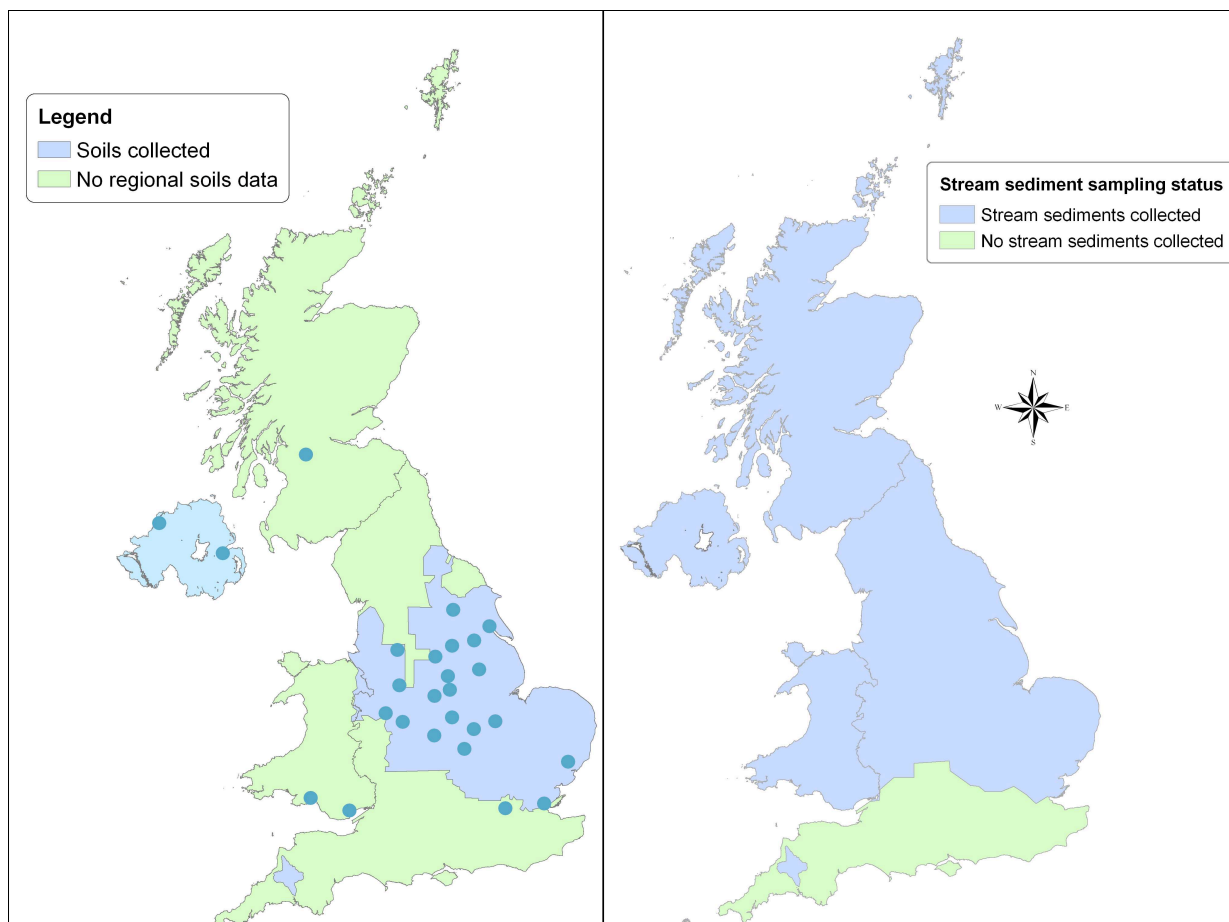 Legend
Soils collected
No regional soils data
Stream sediment sampling status
Stream sediments collected
No stream sediments collected
N
W E
S